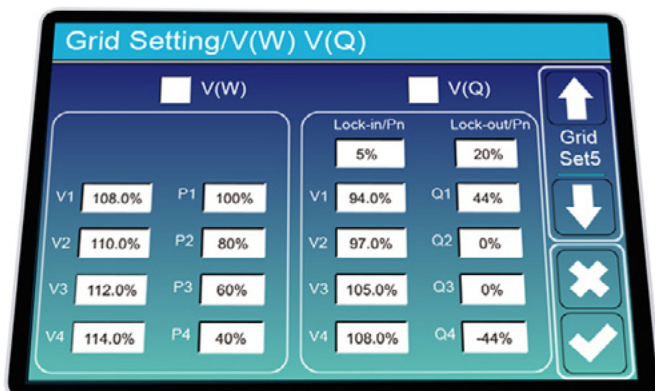 Grid Setting/V(W) V(Q)
V(W) V(Q)
Lock-in/Pn Lock-out/Pn
5% 20%
Grid
Set5
V1 108.0% P1 100% V1 94.0% Q1 44%
V2 110.0% P2 80% V2 97.0% Q2 0%
V3 112.0% P3 60% V3 105.0% Q3 0%
V4 114.0% P4 40% V4 108.0% Q4 -44%